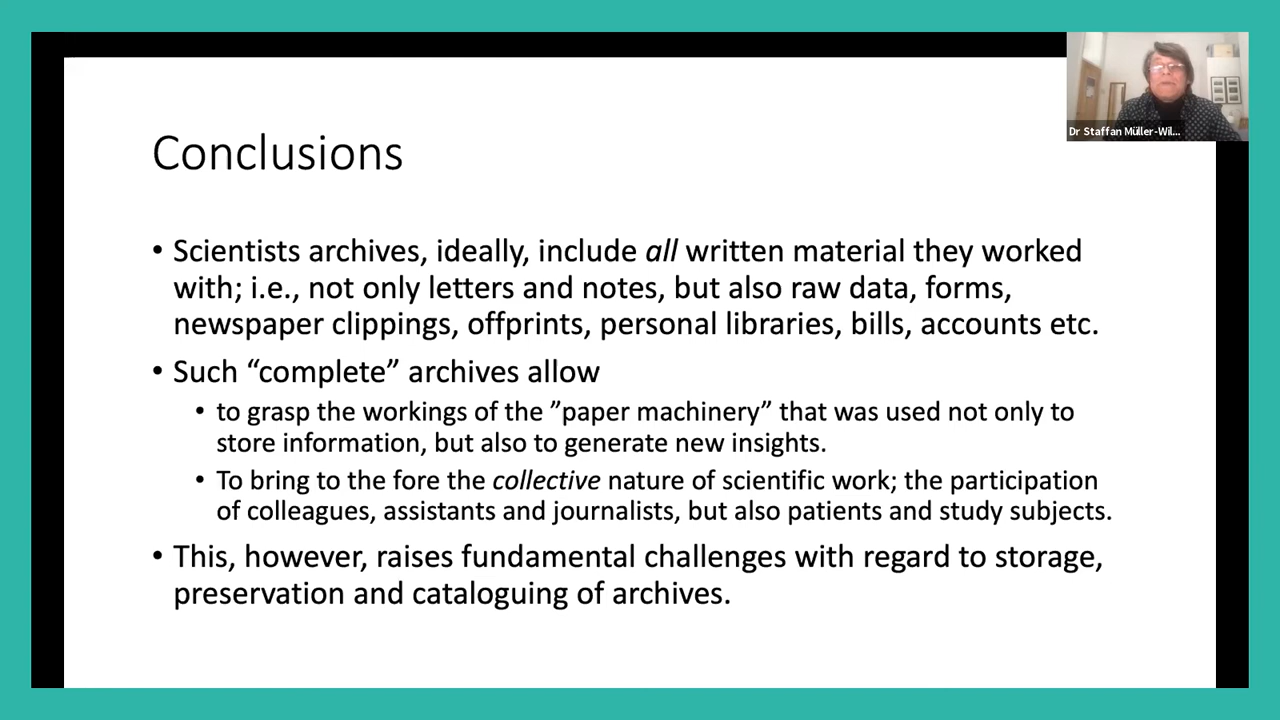 Dr Staffan Müller-Wil...
Conclusions
• Scientists archives, ideally, include all written material they worked
with; i.e., not only letters and notes, but also raw data, forms,
newspaper clippings, offprints, personal libraries, bills, accounts etc.
• Such “complete” archives allow
• to grasp the workings of the ”paper machinery” that was used not only to
store information, but also to generate new insights.
• To bring to the fore the collective nature of scientific work; the participation
of colleagues, assistants and journalists, but also patients and study subjects.
• This, however, raises fundamental challenges with regard to storage,
preservation and cataloguing of archives.